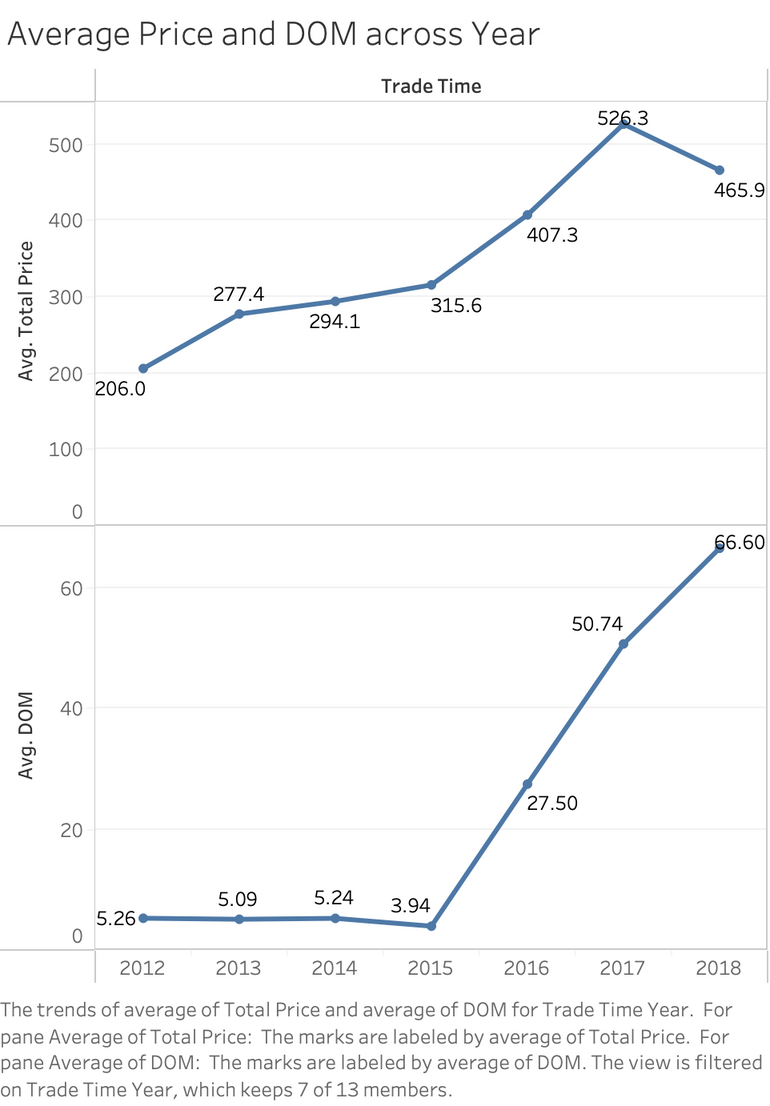 Average Price and DOM across Year
Trade Time
Avg. Total Price
500
400
300
200
100
0
206.0
277.4
294.1
315.6
407.3
526.3
465.9
Avg. DOM
60
40
20
0
5.26
5.09
5.24
3.94
27.50
50.74
66.60
2012 2013 2014 2015 2016 2017 2018
The trends of average of Total Price and average of DOM for Trade Time Year. For
pane Average of Total Price: The marks are labeled by average of Total Price. For
pane Average of DOM: The marks are labeled by average of DOM. The view is filtered
on Trade Time Year, which keeps 7 of 13 members.